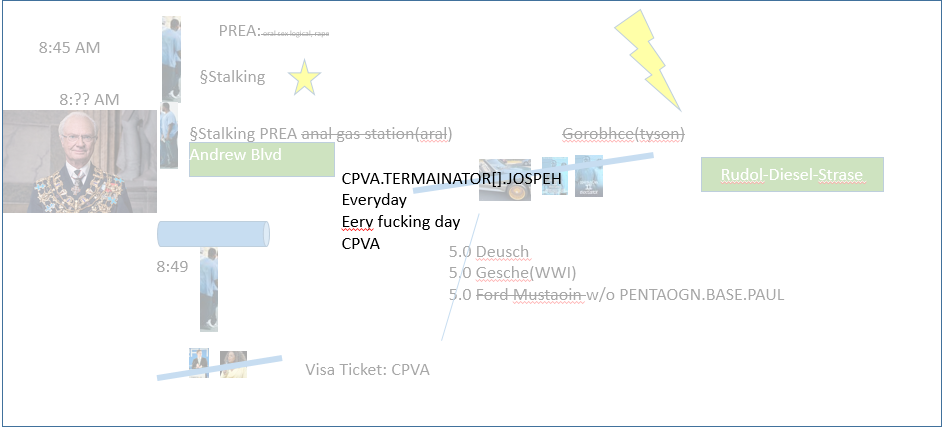 PREA: oral sex logical, rape
8:45 AM
§Stalking
8:?? AM
§Stalking PREA anal gas station(aral)
Gorobhce(tyson)
Andrew Blvd
CPVA.TERMAINATOR[].JOSPEH
Rudol-Diesel-Strase
Everyday
Eery fucking day
CPVA
5.0 Deusch
8:49
5.0 Gesche(WWI)
5.0 Ford Mustaoin w/o PENTAOGN.BASE.PAUL
Visa Ticket: CPVA